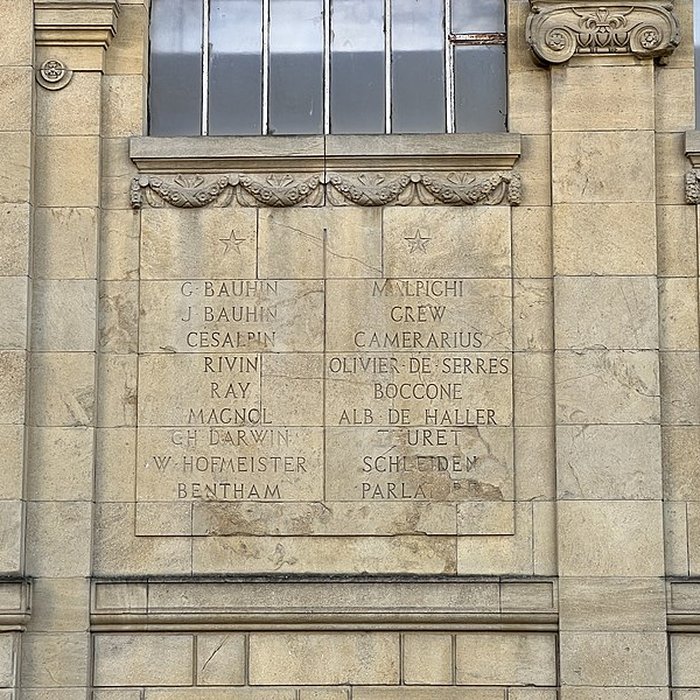 G·BAUHIN
J BAUHIN
CESALPIN
RIVIN
RAY
MAGNOL
CH DARWIN
W·HOFMEISTER
BENTHAM
MALPICHI
GREW
CAMERARIUS
OLIVIER·DE·SERRES
BOCCONE
ALB DE HALLER
SCHLEIDEN